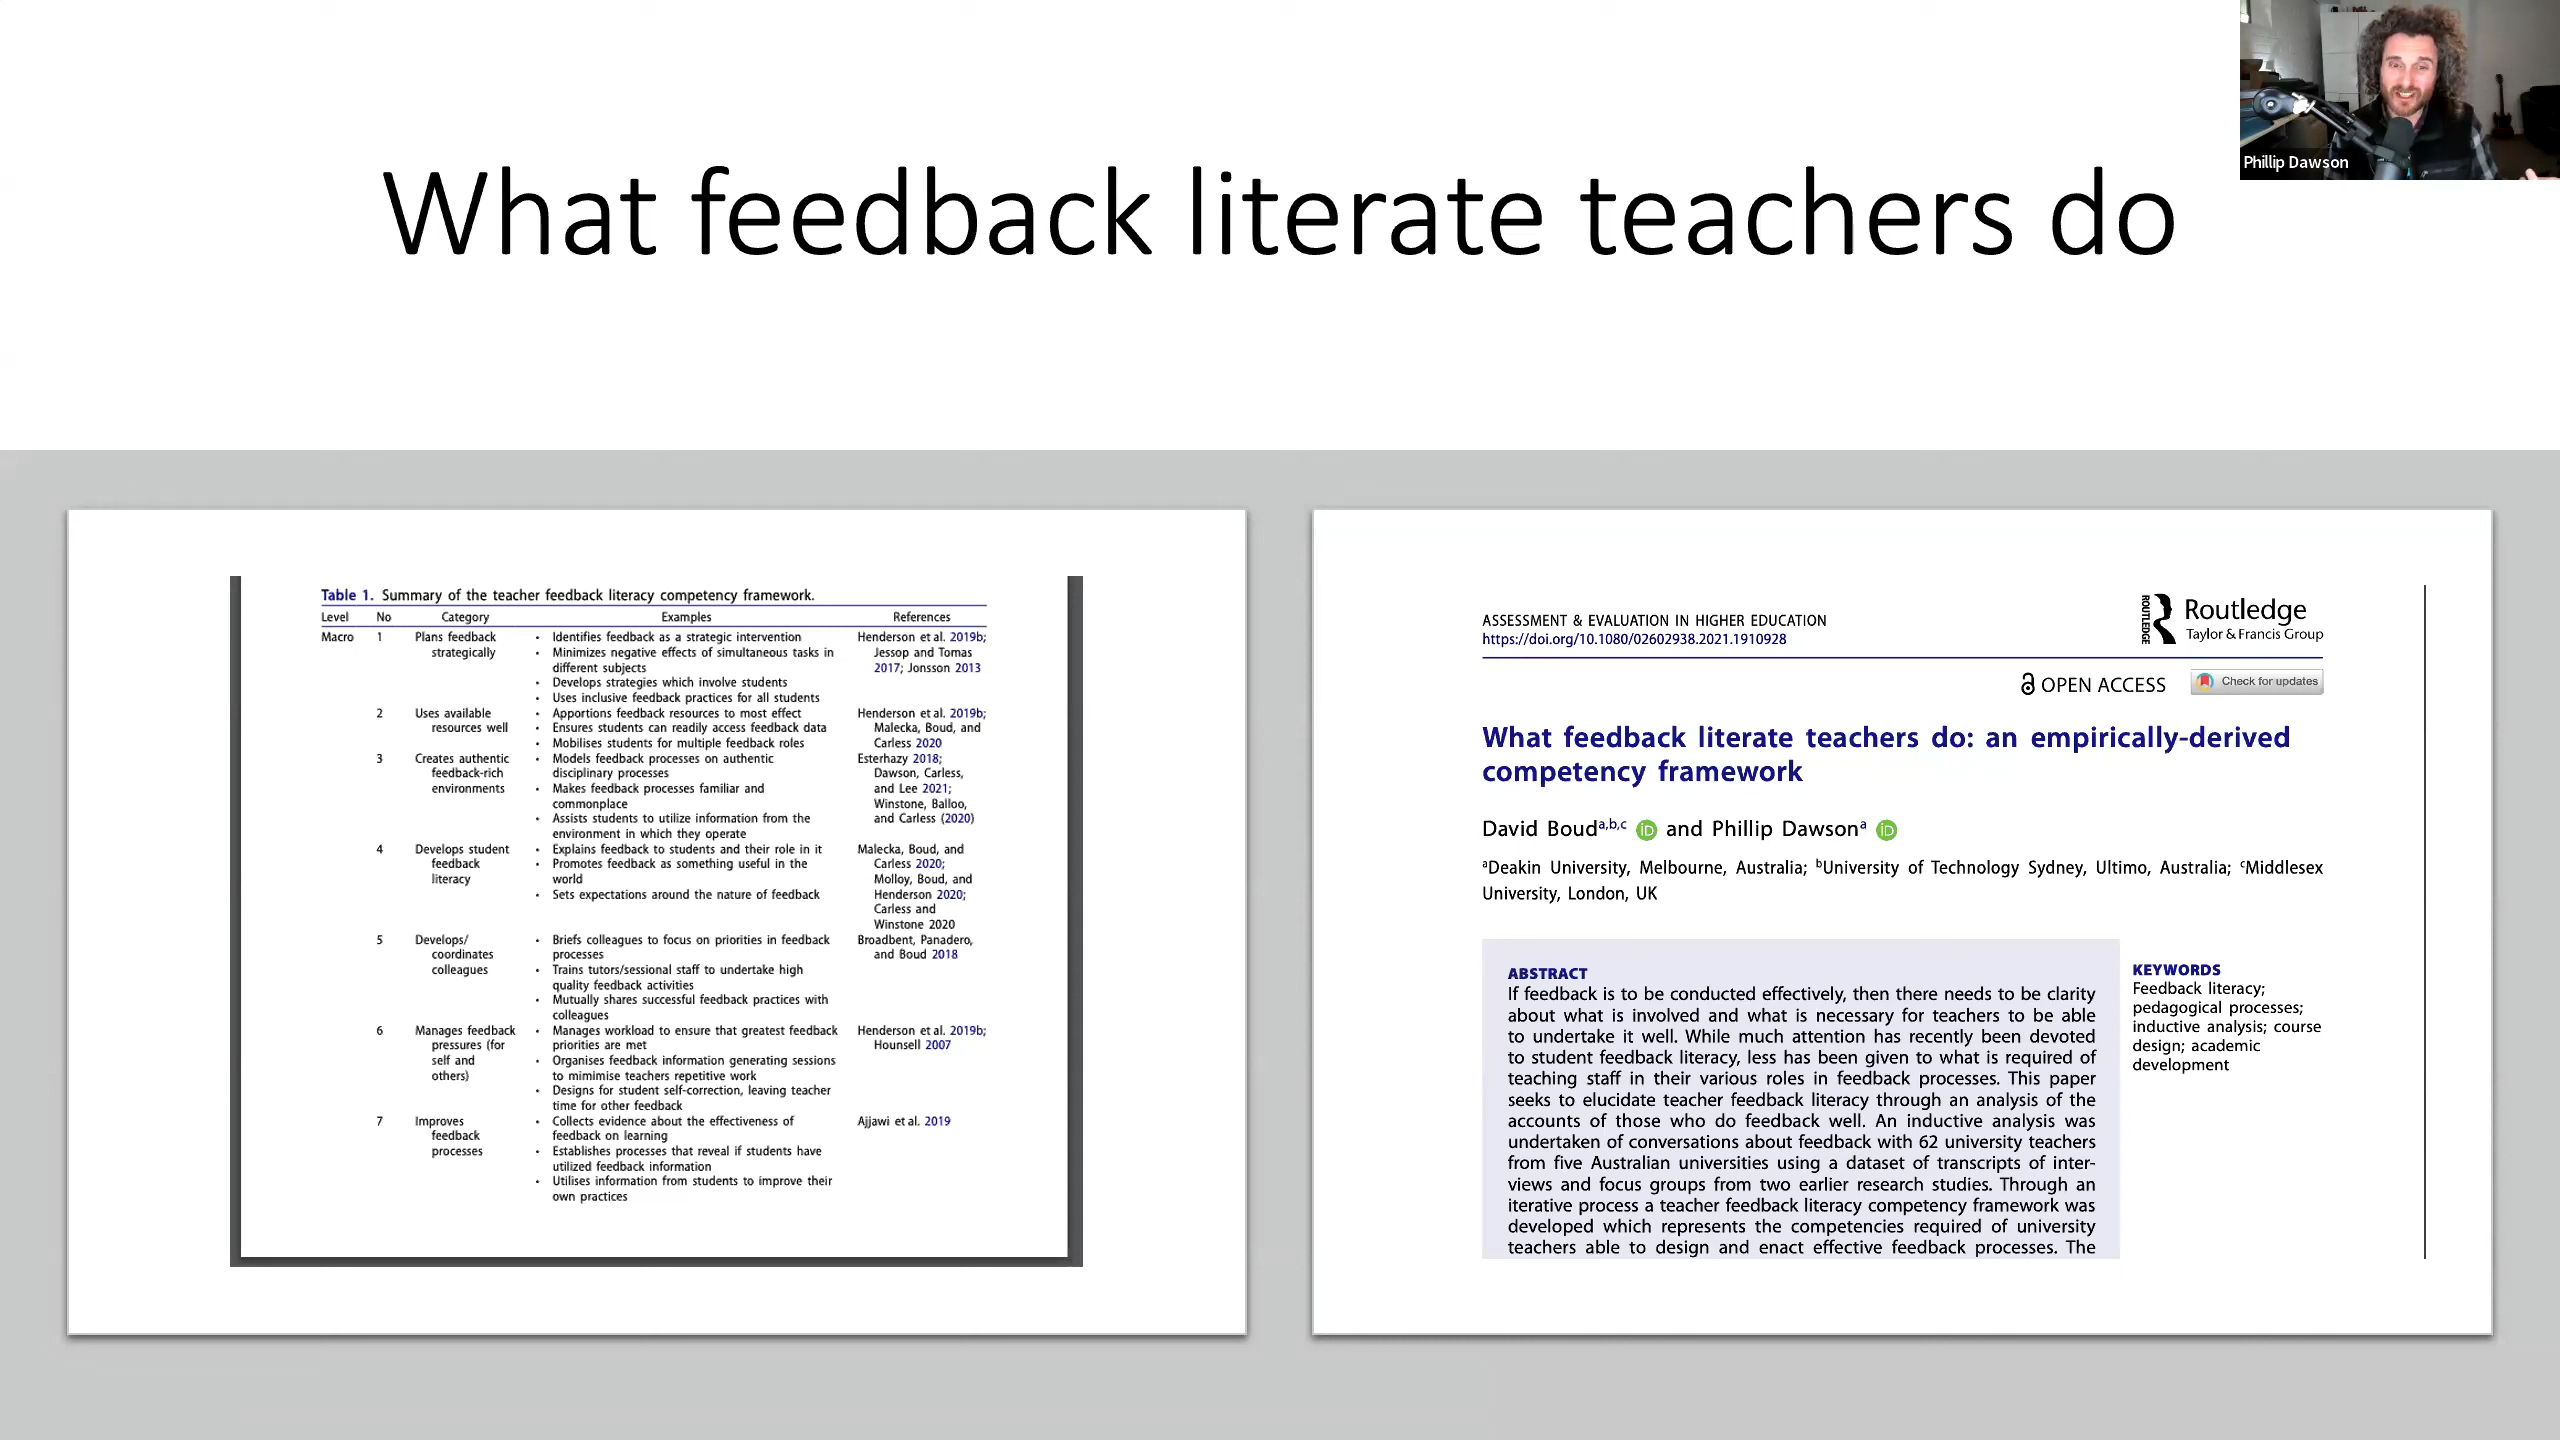 What feedback literate teachers do
Phillip Dawson
Table 1. Summary of the teacher feedback literacy competency framework.
Level No Category Examples References
Macro 1 Plans feedback strategically
• Identifies feedback as a strategic intervention
• Minimizes negative effects of simultaneous tasks in
different subjects
• Develops strategies which involve students
• Uses inclusive feedback practices for all students
Henderson et al. 2019b;
Jessop and Tomas
2017; Jonsson 2013
2 Uses available
resources well
• Apportions feedback resources to most effect
• Ensures students can readily access feedback data
• Mobilises students for multiple feedback roles
Henderson et al. 2019b;
Malecka, Boud, and
Carless 2020
3 Creates authentic
feedback-rich
environments
• Models feedback processes on authentic
disciplinary processes
• Makes feedback processes familiar and
commonplace
• Assists students to utilize information from the
environment in which they operate
Esterhazy 2018;
Dawson, Carless,
and Lee 2021;
Winstone, Balloo,
and Carless (2020)
4 Develops student
feedback
literacy
• Explains feedback to students and their role in it
• Promotes feedback as something useful in the
world
• Sets expectations around the nature of feedback
Malecka, Boud, and
Carless 2020;
Molloy, Boud, and
Henderson 2020;
Carless and
Winstone 2020
5 Develops/
coordinates
colleagues
• Briefs colleagues to focus on priorities in feedback
processes
• Trains tutors/sessional staff to undertake high
quality feedback activities
• Mutually shares successful feedback practices with
colleagues
Broadbent, Panadero,
and Boud 2018
6 Manages feedback
pressures (for
self and
others)
• Manages workload to ensure that greatest feedback
priorities are met
• Organises feedback information generating sessions
to mimimise teachers repetitive work
• Designs for student self-correction, leaving teacher
time for other feedback
Henderson et al. 2019b;
Hounsell 2007
7 Improves
feedback
processes
• Collects evidence about the effectiveness of
feedback on learning
• Establishes processes that reveal if students have
utilized feedback information
• Utilises information from students to improve their
own practices
Ajjawi et al. 2019
ASSESSMENT & EVALUATION IN HIGHER EDUCATION
https://doi.org/10.1080/02602938.2021.1910928
ROUTLEDGE
Routledge
Taylor & Francis Group
OPEN ACCESS
Check for updates
What feedback literate teachers do: an empirically-derived
competency framework
David Bouda,b,c iD and Phillip Dawsona iD
aDeakin University, Melbourne, Australia; bUniversity of Technology Sydney, Ultimo, Australia; cMiddlesex
University, London, UK
ABSTRACT
If feedback is to be conducted effectively, then there needs to be clarity
about what is involved and what is necessary for teachers to be able
to undertake it well. While much attention has recently been devoted
to student feedback literacy, less has been given to what is required of
teaching staff in their various roles in feedback processes. This paper
seeks to elucidate teacher feedback literacy through an analysis of the
accounts of those who do feedback well. An inductive analysis was
undertaken of conversations about feedback with 62 university teachers
from five Australian universities using a dataset of transcripts of inter-
views and focus groups from two earlier research studies. Through an
iterative process a teacher feedback literacy competency framework was
developed which represents the competencies required of university
teachers able to design and enact effective feedback processes. The
KEYWORDS
Feedback literacy;
pedagogical processes;
inductive analysis; course
design; academic
development